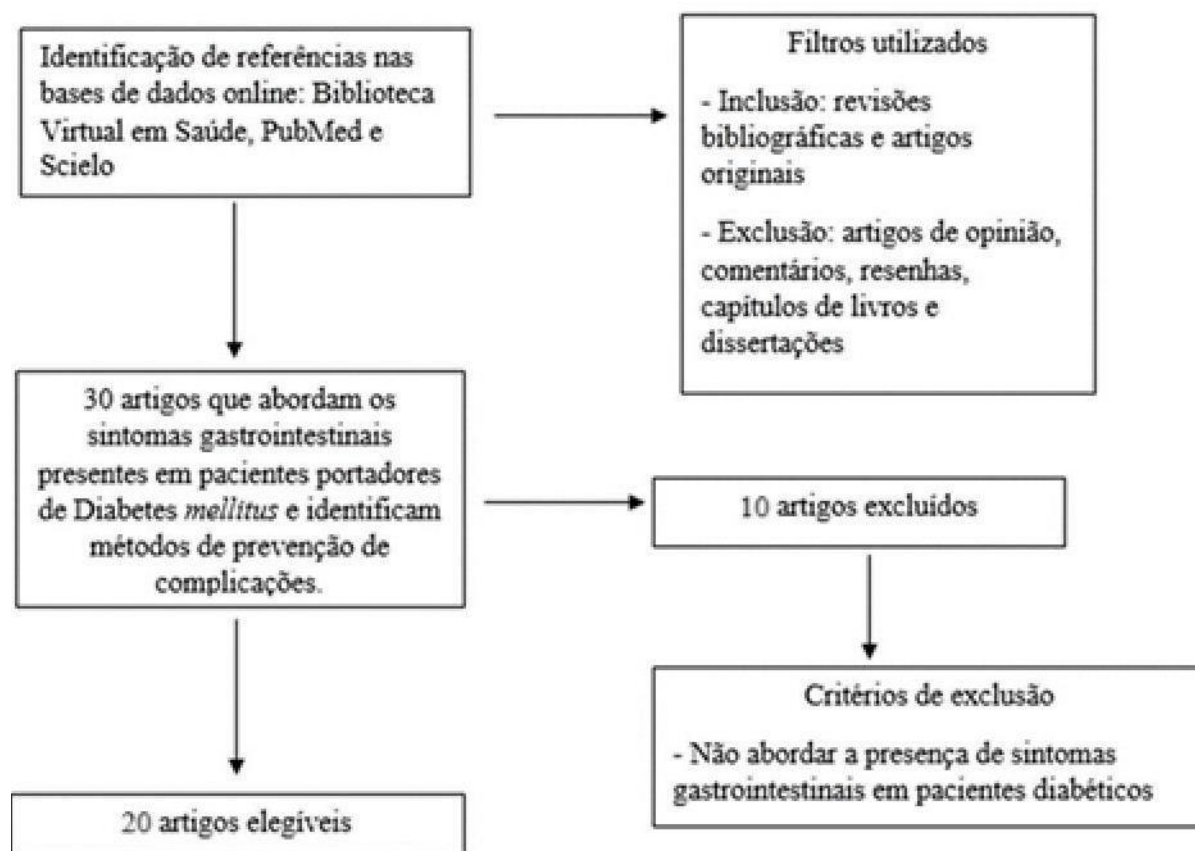 Identificação de referências nas
bases de dados online: Biblioteca
Virtual em Saúde, PubMed e
Scielo
Filtros utilizados
- Inclusão: revisões
bibliográficas e artigos
originais
- Exclusão: artigos de opinião,
comentários, resenhas,
capítulos de livros e
dissertações
30 artigos que abordam os
sintomas gastrointestinais
presentes em pacientes portadores
de Diabetes mellitus e identificam
métodos de prevenção de
complicações.
10 artigos excluídos
Critérios de exclusão
- Não abordar a presença de sintomas
gastrointestinais em pacientes diabéticos
20 artigos elegíveis